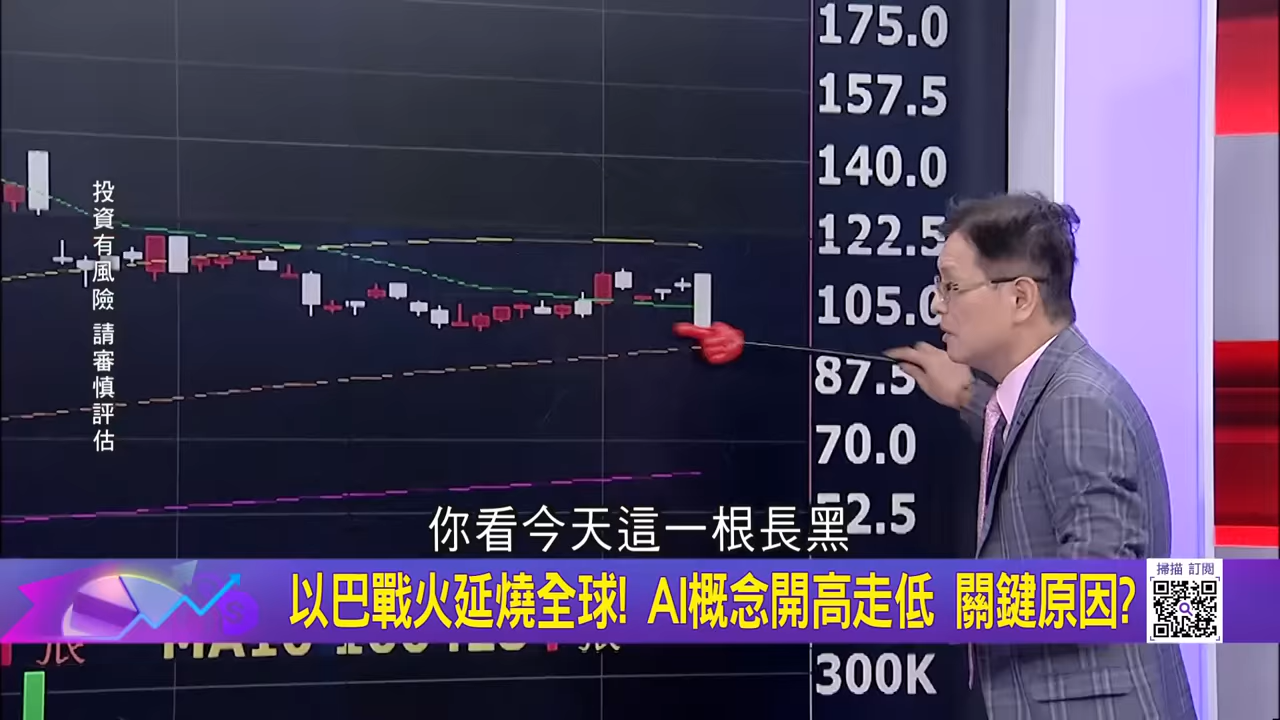 175.0
157.5
140.0
122.5
105.0
87.5
70.0
52.5
投資有風險 請審慎評估
你看今天這一根長黑
掃描 訂閱
以巴戰火延燒全球! AI概念開高走低 關鍵原因?
300K